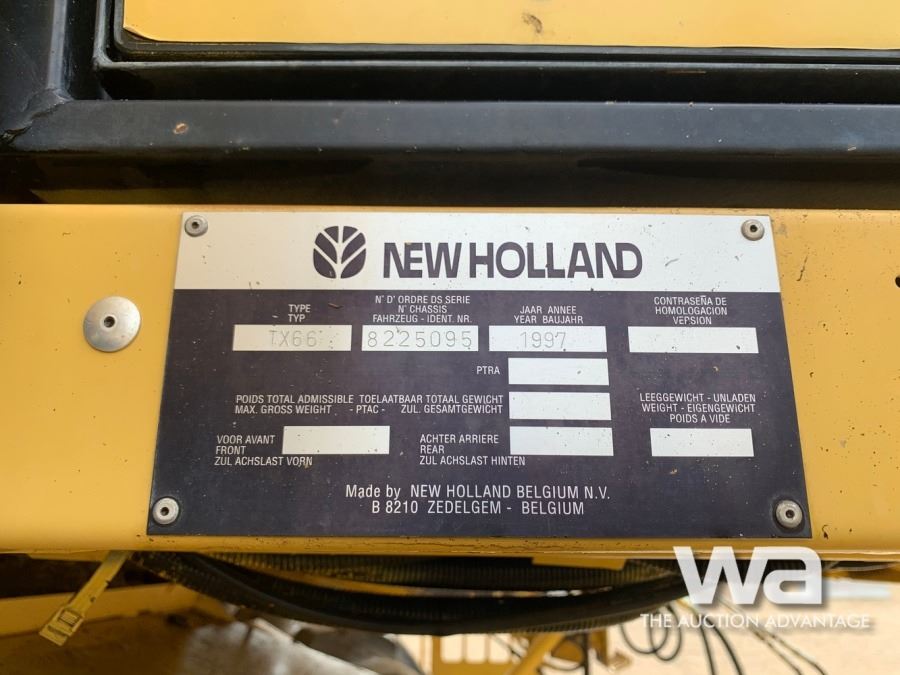 NEW HOLLAND
TYPE
TYP
TX66
N° D' ORDRE DS SERIE
N° CHASSIS
FAHRZEUG - IDENT. NR.
8225095
JAAR ANNEE
YEAR BAUJAHR
1997
CONTRASEÑA DE
HOMOLOGACION
VEPSION
PTRA
POIDS TOTAL ADMISSIBLE TOELAATBAAR TOTAAL GEWICHT
MAX. GROSS WEIGHT - PTAC - ZUL. GESAMTGEWICHT
LEEGGEWICHT - UNLADEN
WEIGHT - EIGENGEWICHT
POIDS A VIDE
VOOR AVANT
FRONT
ZUL ACHSLAST VORN
ACHTER ARRIERE
REAR
ZUL ACHSLAST HINTEN
Made by NEW HOLLAND BELGIUM N.V.
B 8210 ZEDELGEM - BELGIUM
wa
THE AUCTION ADVANTAGE